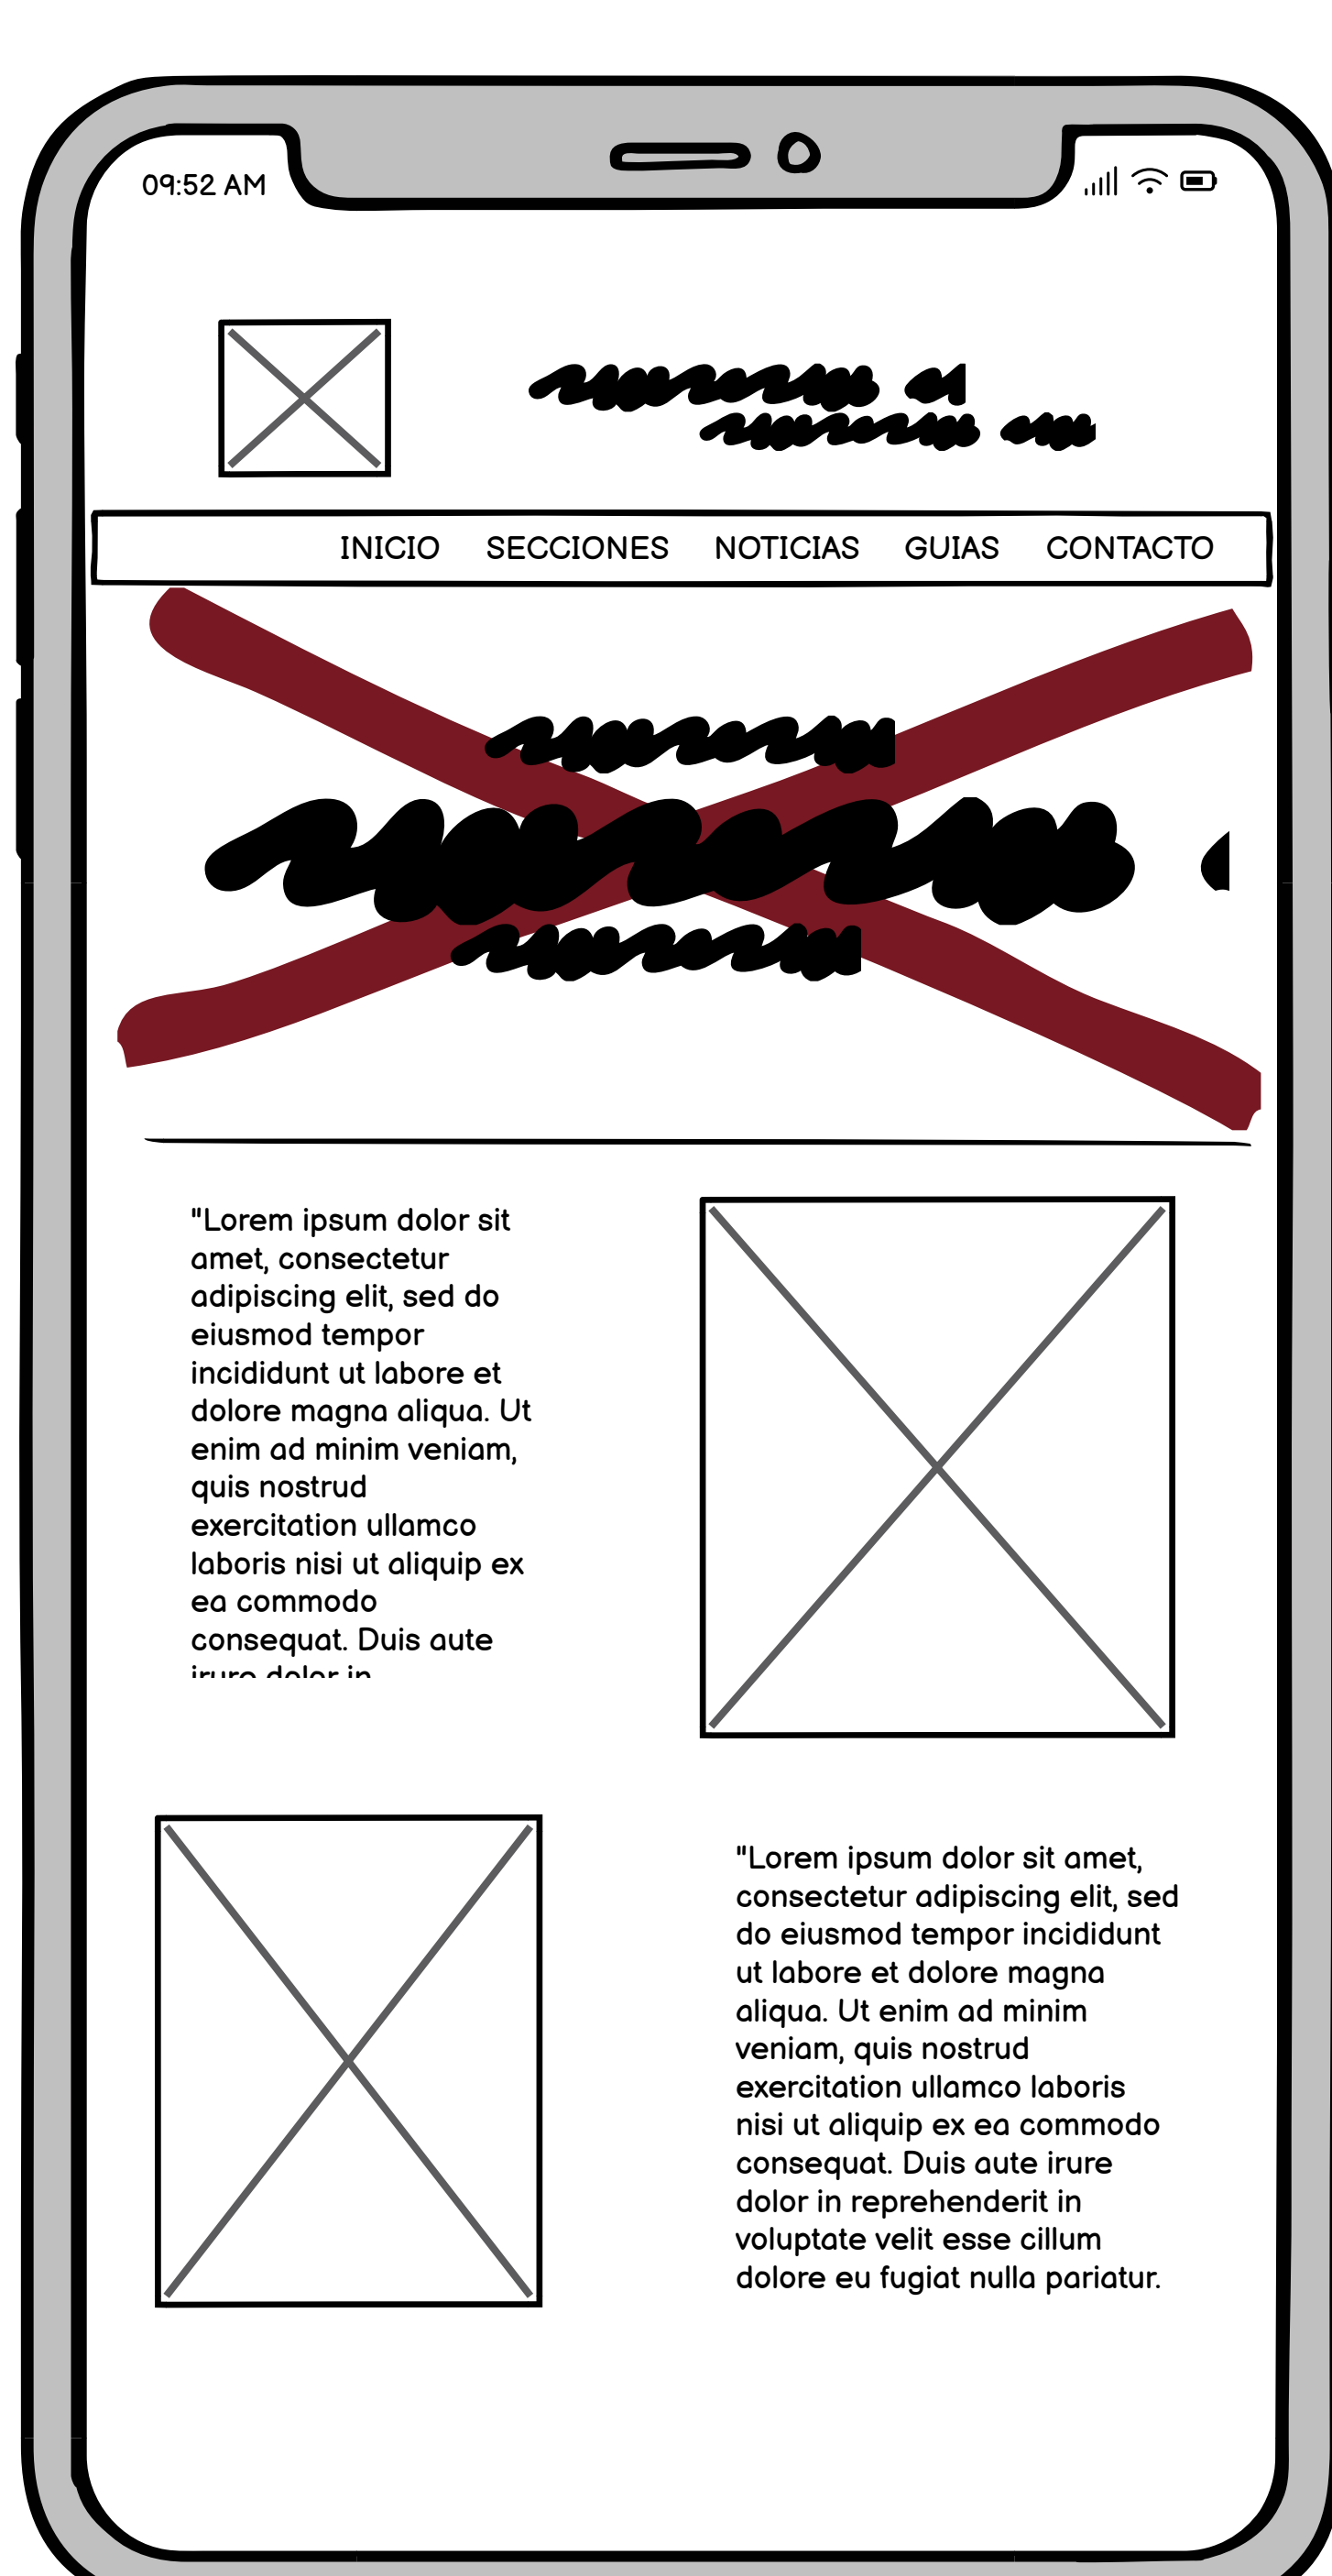 09:52 AM
INICIO SECCIONES NOTICIAS GUIAS CONTACTO
"Lorem ipsum dolor sit
amet, consectetur
adipiscing elit, sed do
eiusmod tempor
incididunt ut labore et
dolore magna aliqua. Ut
enim ad minim veniam,
quis nostrud
exercitation ullamco
laboris nisi ut aliquip ex
ea commodo
consequat. Duis aute
irure dolor in
"Lorem ipsum dolor sit amet,
consectetur adipiscing elit, sed
do eiusmod tempor incididunt
ut labore et dolore magna
aliqua. Ut enim ad minim
veniam, quis nostrud
exercitation ullamco laboris
nisi ut aliquip ex ea commodo
consequat. Duis aute irure
dolor in reprehenderit in
voluptate velit esse cillum
dolore eu fugiat nulla pariatur.